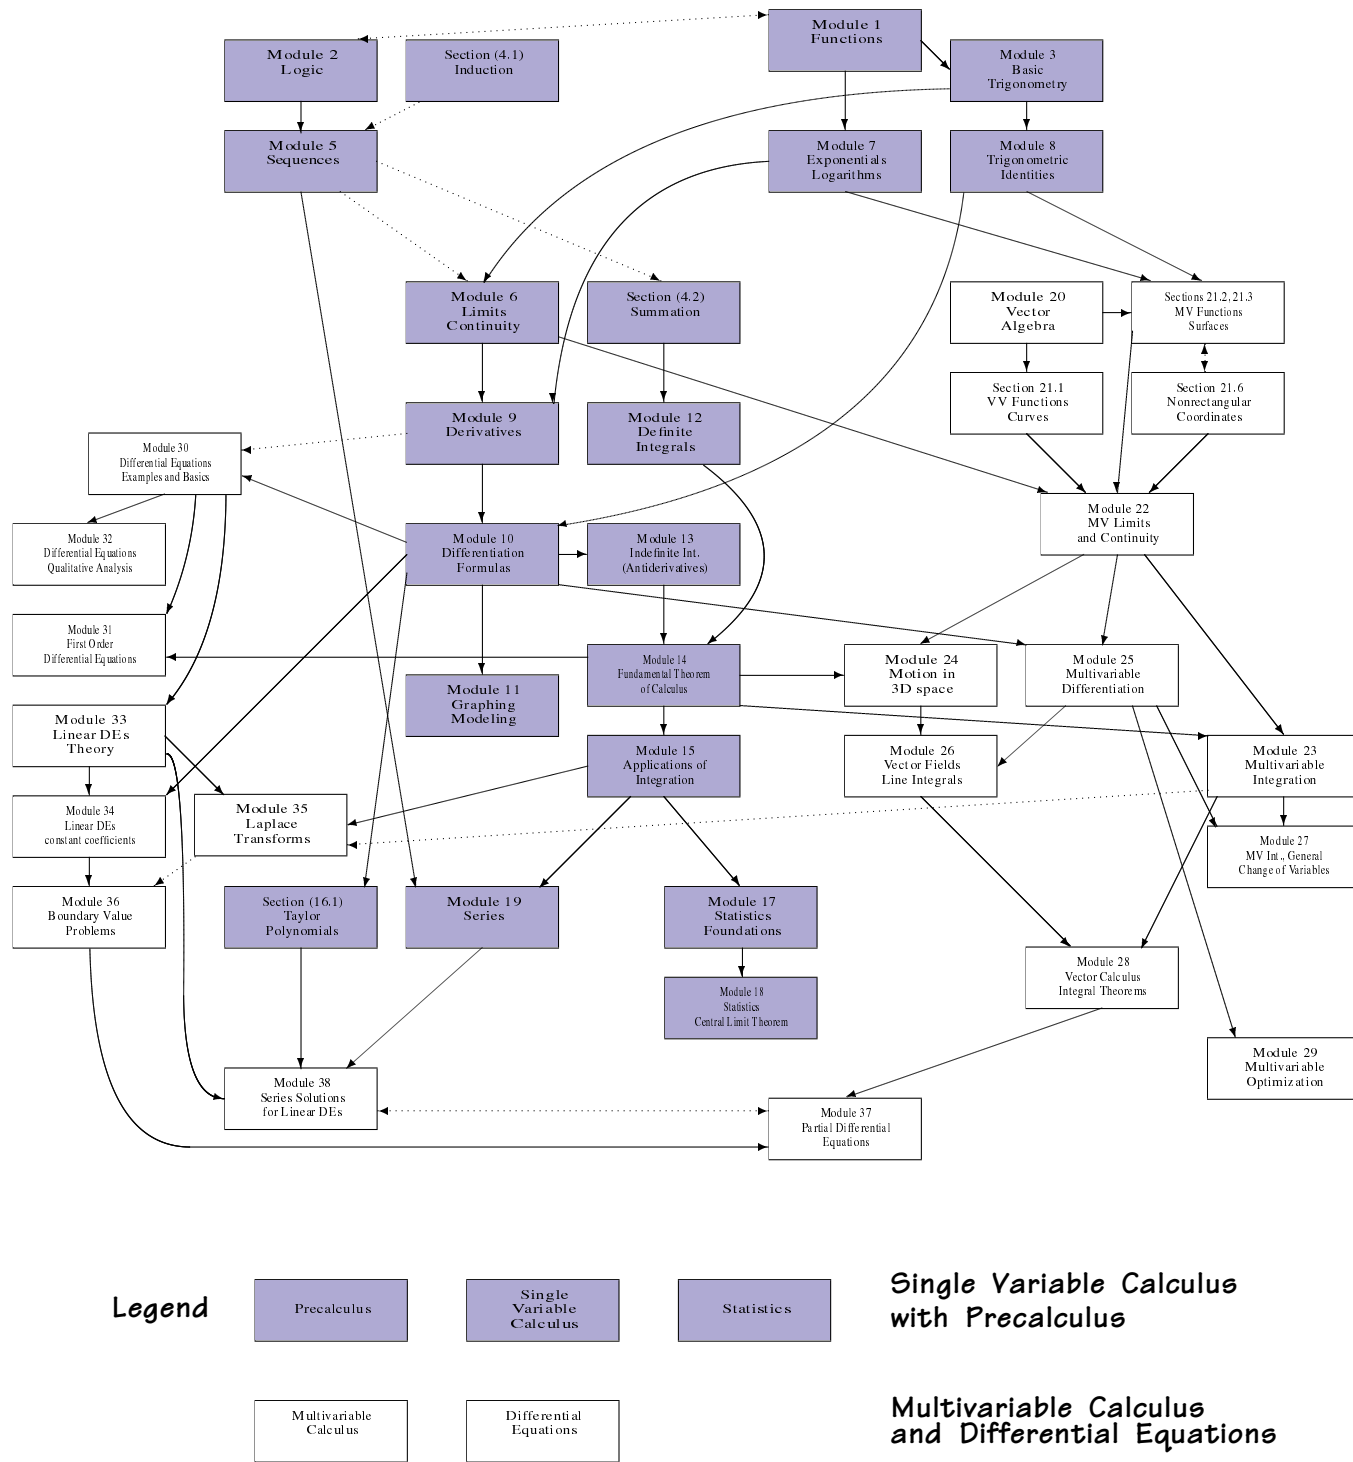 Module 1
Functions
Module 2
Logic
Section (4.1)
Induction
Module 3
Basic
Trigonometry
Module 5
Sequences
Module 7
Exponentials
Logarithms
Module 8
Trigonometric
Identities
Module 6
Limits
Continuity
Section (4.2)
Summation
Module 20
Vector
Algebra
Sections 21.2, 21.3
MV Functions
Surfaces
Section 21.1
VV Functions
Curves
Section 21.6
Nonrectangular
Coordinates
Module 9
Derivatives
Module 12
Definite
Integrals
Module 30
Differential Equations
Examples and Basics
Module 22
MV Limits
and Continuity
Module 32
Differential Equations
Qualitative Analysis
Module 10
Differentiation
Formulas
Module 13
Indefinite Int.
(Antiderivatives)
Module 31
First Order
Differential Equations
Module 14
Fundamental Theorem
of Calculus
Module 24
Motion in
3D space
Module 25
Multivariable
Differentiation
Module 11
Graphing
Modeling
Module 33
Linear DEs
Theory
Module 15
Applications of
Integration
Module 26
Vector Fields
Line Integrals
Module 23
Multivariable
Integration
Module 34
Linear DEs
constant coefficients
Module 35
Laplace
Transforms
Module 27
MV Int., General
Change of Variables
Module 36
Boundary Value
Problems
Section (16.1)
Taylor
Polynomials
Module 19
Series
Module 17
Statistics
Foundations
Module 28
Vector Calculus
Integral Theorems
Module 18
Statistics
Central Limit Theorem
Module 29
Multivariable
Optimization
Module 38
Series Solutions
for Linear DEs
Module 37
Partial Differential
Equations
Legend
Precalculus
Single
Variable
Calculus
Statistics
Single Variable Calculus
with Precalculus
Multivariable
Calculus
Differential
Equations
Multivariable Calculus
and Differential Equations